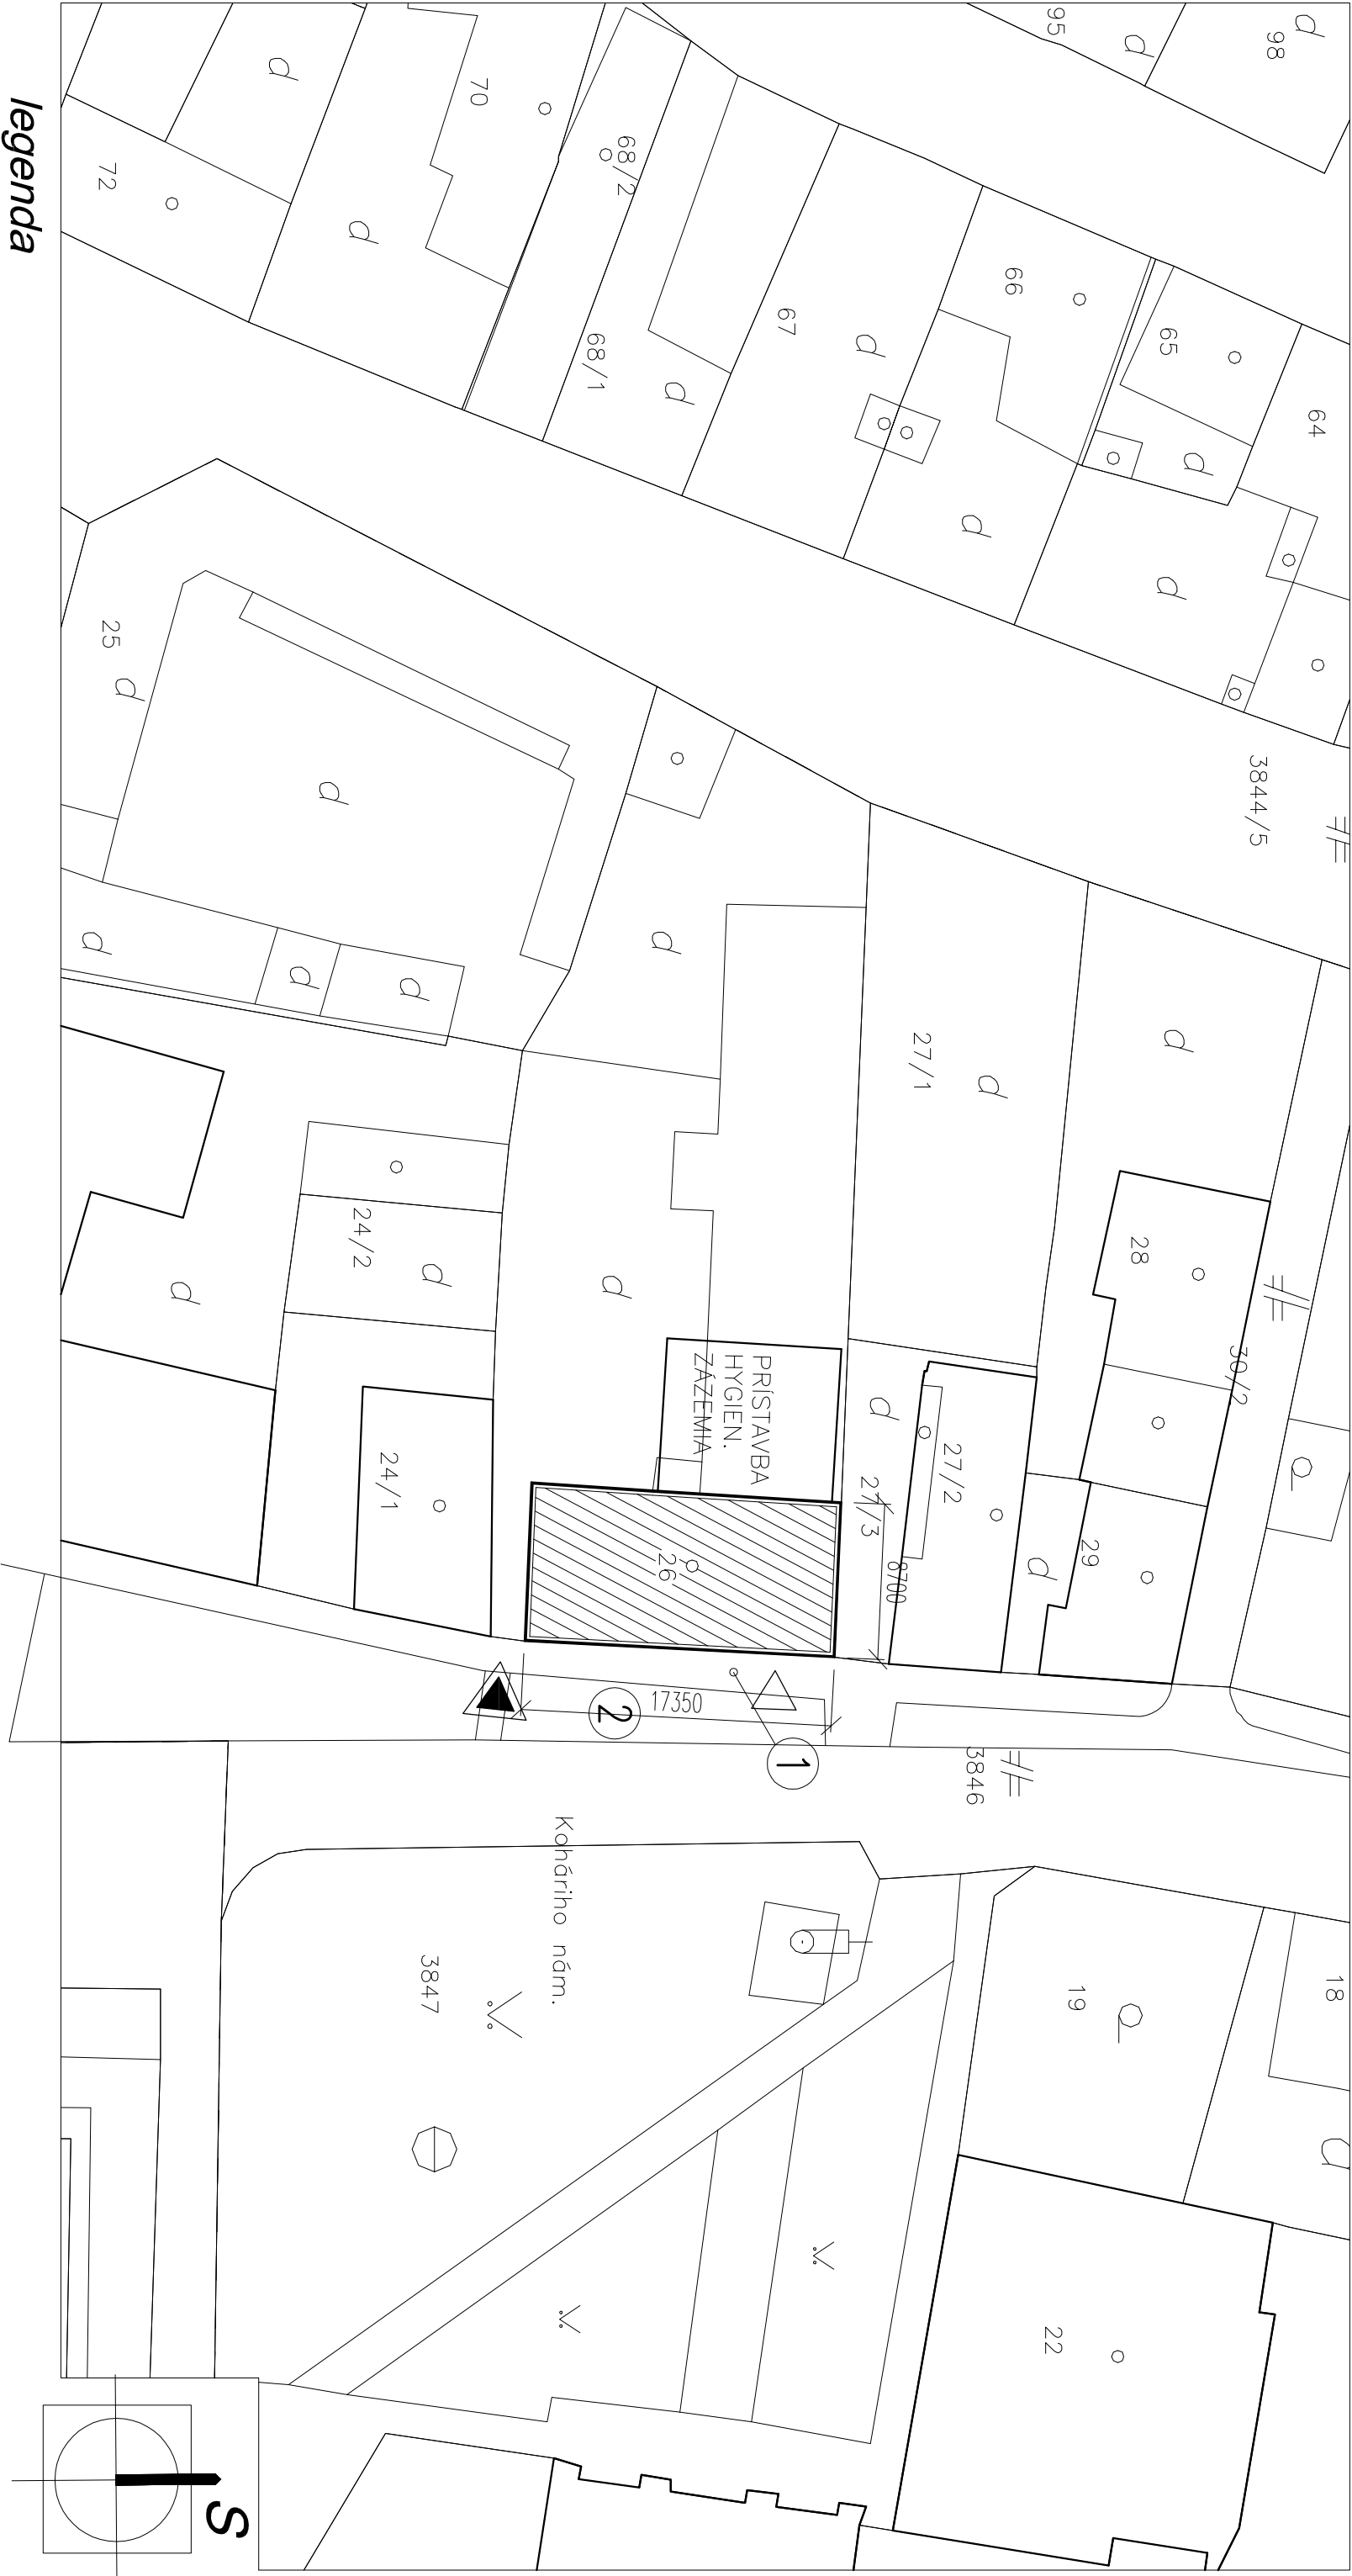 98
d
95
d
64
65
d
66
d
d
67
d
68/1
d
68/2
70
d
d
72
3844/5
d
27/1
d
d
d
25
d
d
d
d
28
30/2
29
d
27/2
d
27/3
8700
PRÍSTAVBA
HYGIEN.
ZÁZEMIA
26
d
24/2
d
24/1
d
3846
1
17350
2
18
19
d
22
Koháriho nám.
3847
S
legenda